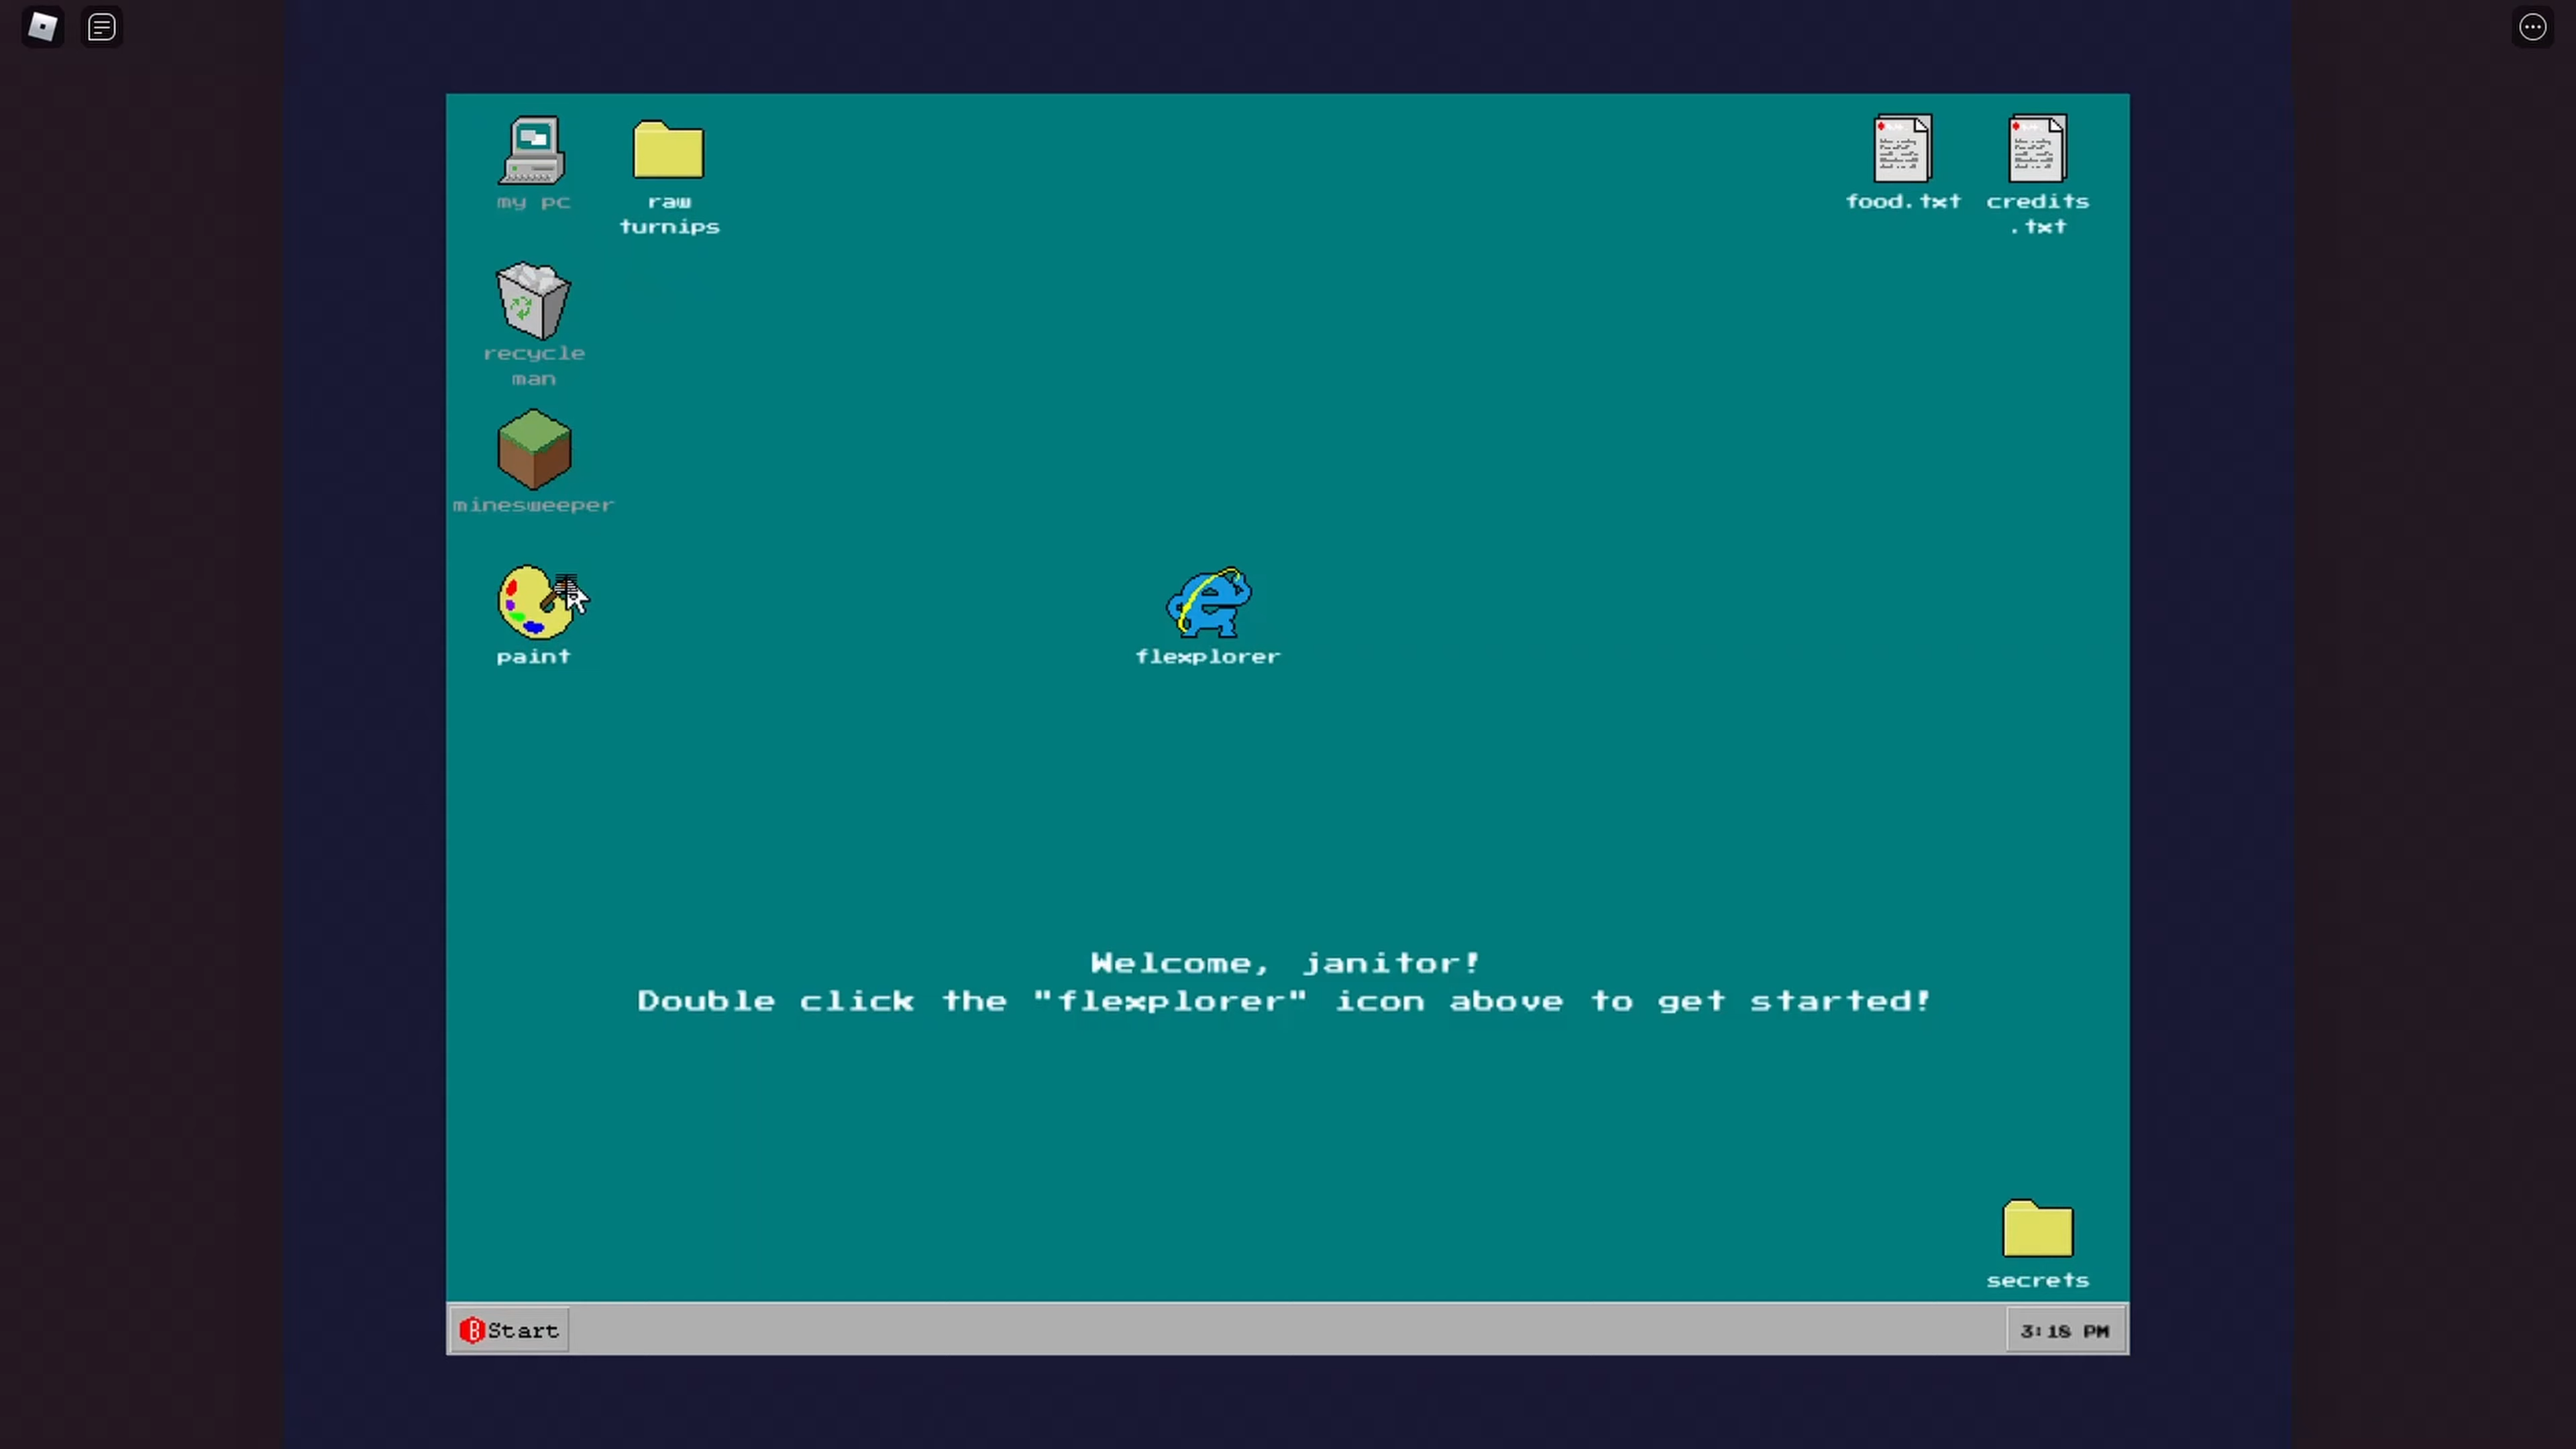 my pc
raw
turnips
food.txt
credits
.txt
recycle
man
minesweeper
paint
flexplorer
Welcome, janitor!
Double click the "flexplorer" icon above to get started!
secrets
Start
3:18 PM